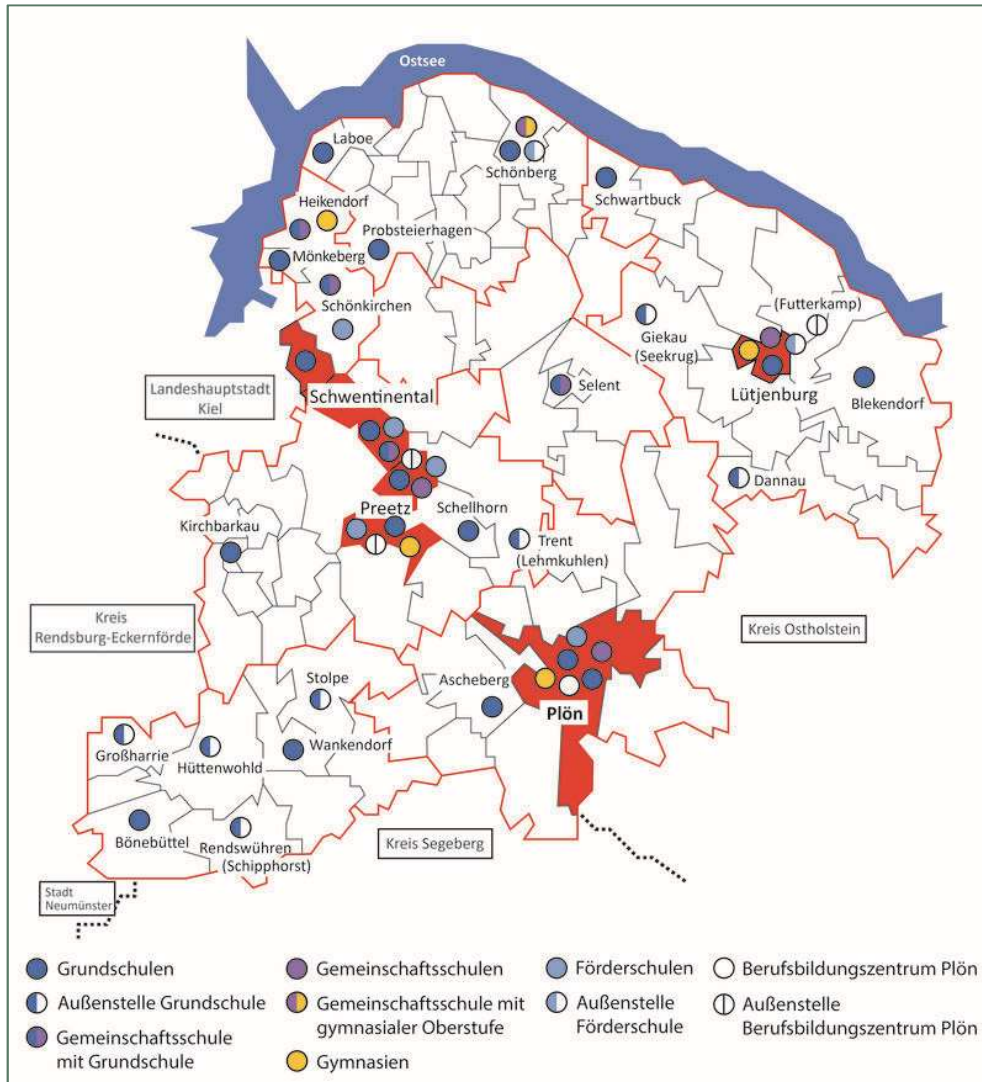 Ostsee
Laboe
Schönberg
Schwartbuck
Heikendorf
Probsteierhagen
Mönkeberg
Schönkirchen
(Futterkamp)
Giekau
(Seekrug)
Lütjenburg
Blekendorf
Landeshauptstadt
Kiel
Schwentinental
Selent
Dannau
Preetz
Schellhorn
Kirchbarkau
Trent
(Lehmkuhlen)
Kreis
Rendsburg-Eckernförde
Kreis Ostholstein
Stolpe
Ascheberg
Plön
Großharrie
Hüttenwohld
Wankendorf
Bönebüttel
Rendswühren
(Schipphorst)
Kreis Segeberg
Stadt
Neumünster
Grundschulen
Außenstelle Grundschule
Gemeinschaftsschule
mit Grundschule
Gemeinschaftsschulen
Gemeinschaftsschule mit
gymnasialer Oberstufe
Gymnasien
Förderschulen
Außenstelle
Förderschule
Berufsbildungszentrum Plön
Außenstelle
Berufsbildungszentrum Plön